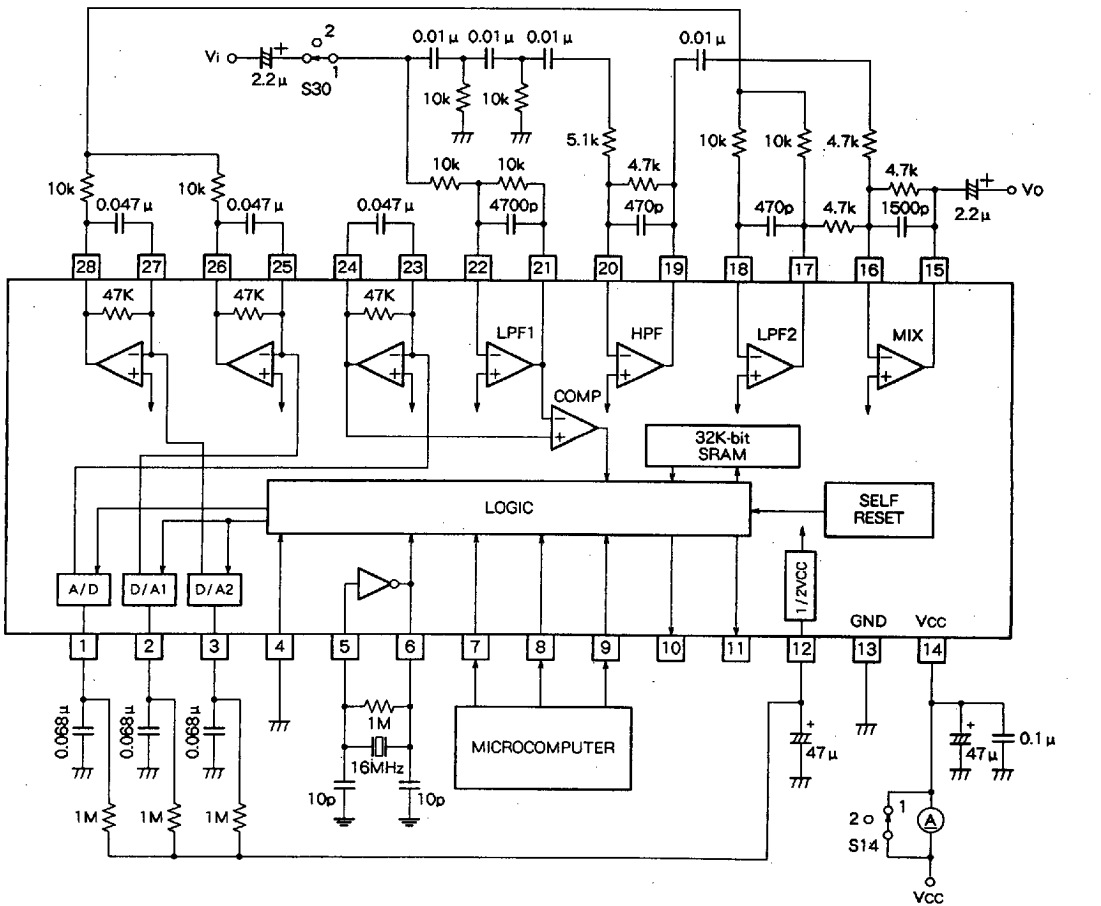 2
0.01μ 0.01μ 0.01μ 0.01μ
Vi + 1
2.2μ S30
10k 10k
5.1k 10k 10k 4.7k
10k 10k 4.7k 4.7k +
10k 10k Vo
0.047μ 0.047μ 0.047μ 4700p 470p 470p 4.7k 1500p 2.2μ
28 27 26 25 24 23 22 21 20 19 18 17 16 15
47K 47K 47K
LPF1 HPF LPF2 MIX
− − − − − − −
+ + + + + + +
COMP
−
+
32K-bit
SRAM
LOGIC
SELF
RESET
A/D D/A1 D/A2 1/2VCC
GND VCC
1 2 3 4 5 6 7 8 9 10 11 12 13 14
0.068μ 0.068μ 0.068μ
1M
16MHz
MICROCOMPUTER
+ 47μ
+ 47μ 0.1μ
10p 10p
1M 1M 1M
1
2 A
S14
VCC